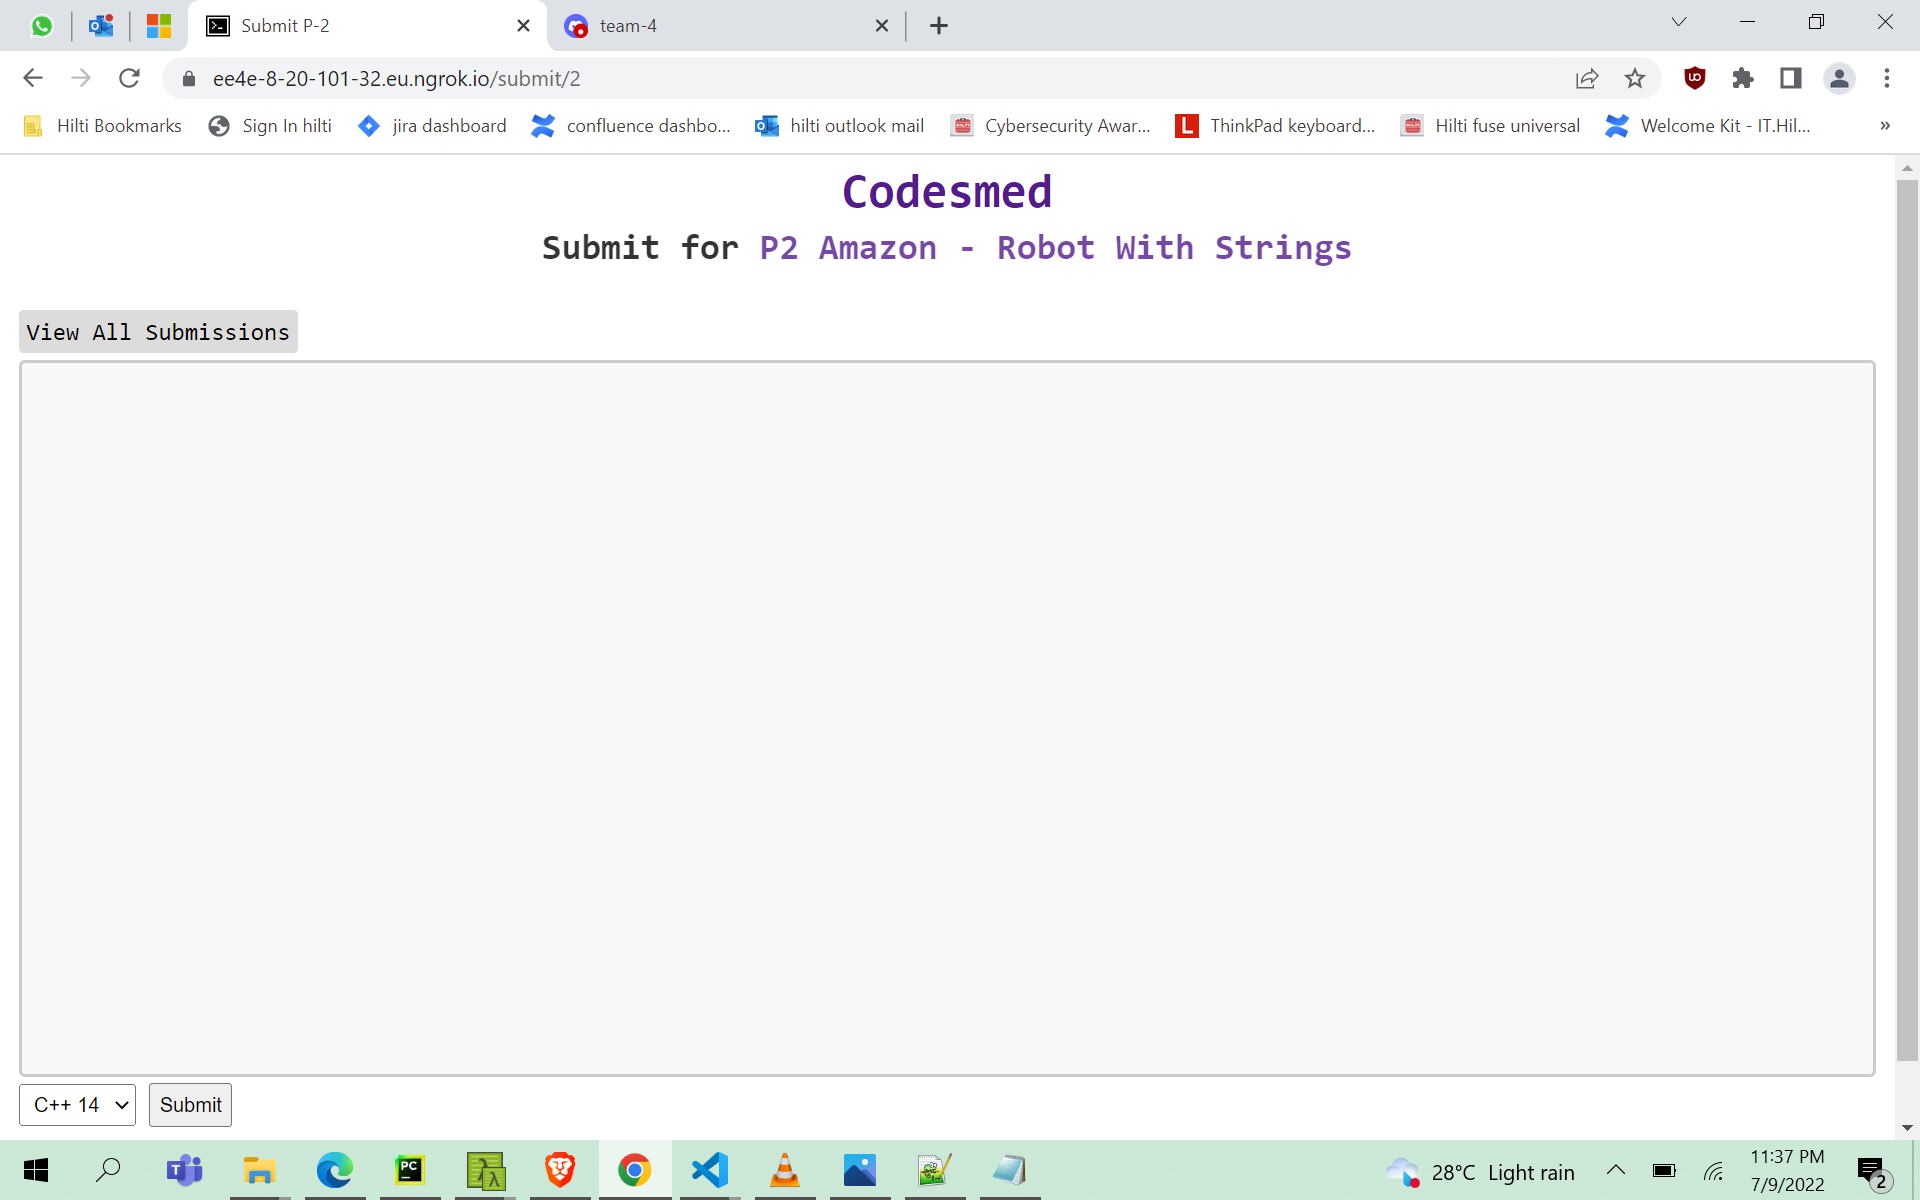 Submit P-2
team-4
ee4e-8-20-101-32.eu.ngrok.io/submit/2
Hilti Bookmarks
Sign In hilti
jira dashboard
confluence dashbo...
hilti outlook mail
Cybersecurity Awar...
L
ThinkPad keyboard...
Hilti fuse universal
Welcome Kit - IT.Hil...
»
Codesmed
Submit for P2 Amazon - Robot With Strings
View All Submissions
C++ 14
Submit
T
PC
28°C Light rain
11:37 PM
7/9/2022
2